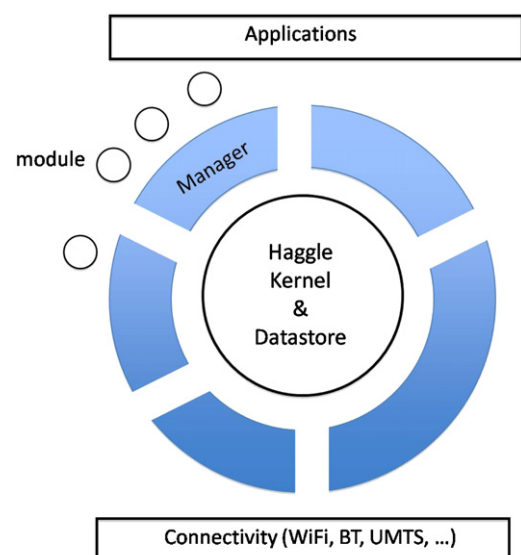 Applications
module
Manager
Haggle
Kernel
&
Datastore
Connectivity (WiFi, BT, UMTS, ...)